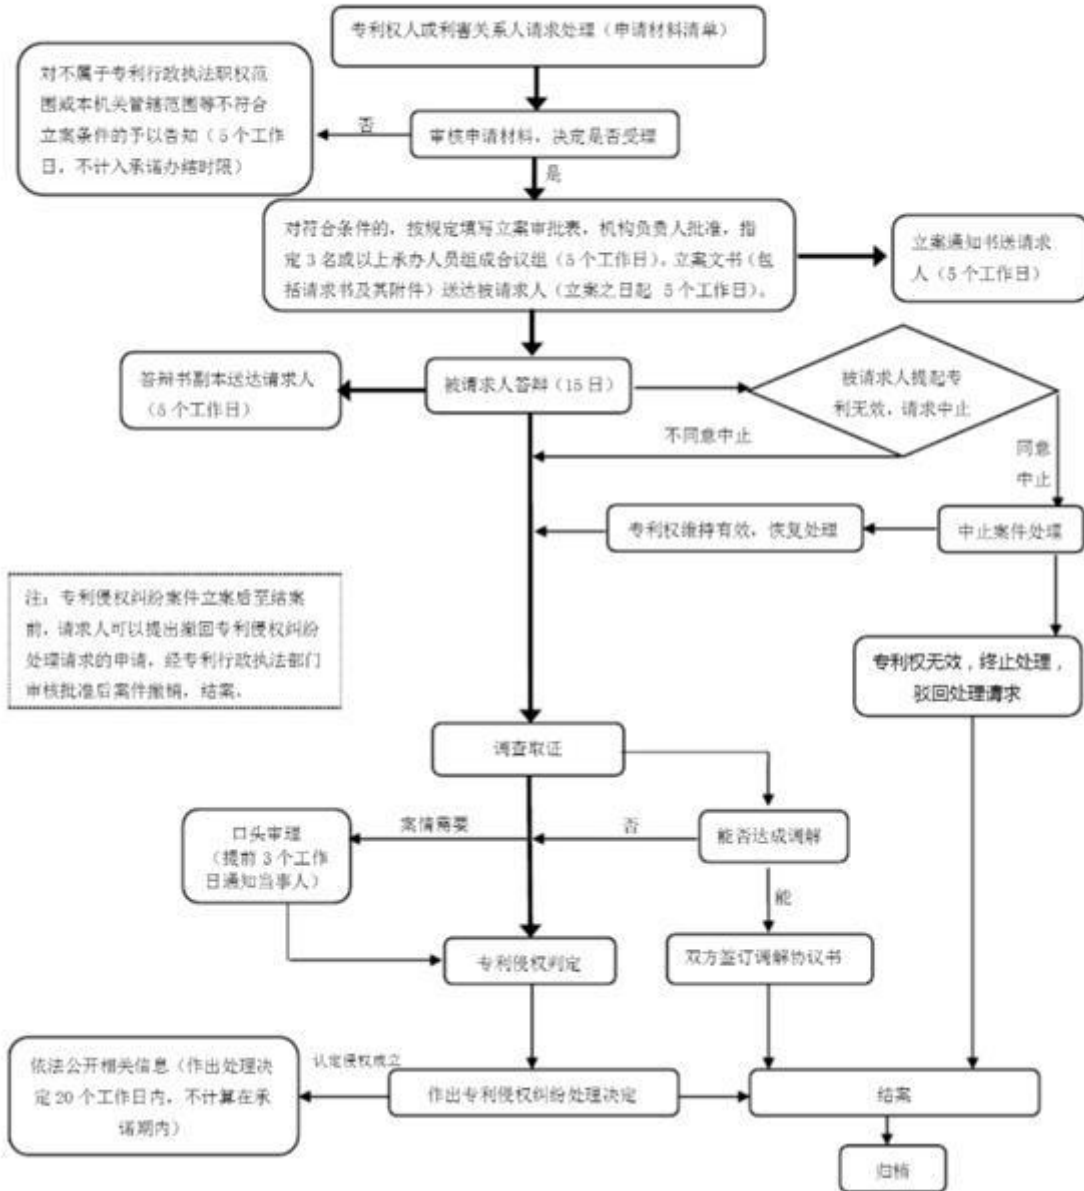 专利权人或利害关系人请求处理（申请材料清单）
对不属于专利行政执法职权范
围或本机关管辖范围等不符合
立案条件的予以告知（5个工作
日，不计入承诺办结时限）
否
审核申请材料，决定是否受理
是
对符合条件的，按规定填写立案审批表，机构负责人批准，指
定3名或以上承办人员组成合议组（5个工作日）。立案文书（包
括请求书及其附件）送达被请求人（立案之日起 5个工作日）。
立案通知书送请求
人（5个工作日）
答辩书副本送达请求人
（5个工作日）
被请求人答辩（15日）
被请求人提起专
利无效，请求中止
不同意中止
同意
中止
专利权维持有效，恢复处理
中止案件处理
注：专利侵权纠纷案件立案后至结案
前，请求人可以提出撤回专利侵权纠纷
处理请求的申请，经专利行政执法部门
审核批准后案件撤销，结案。
专利权无效，终止处理，
驳回处理请求
调查取证
口头审理
（提前3个工作
日通知当事人）
案情需要
否
能否达成调解
能
专利侵权判定
双方签订调解协议书
依法公开相关信息（作出处理决
定20个工作日内，不计算在承
诺期内）
认定侵权成立
作出专利侵权纠纷处理决定
结案
归档